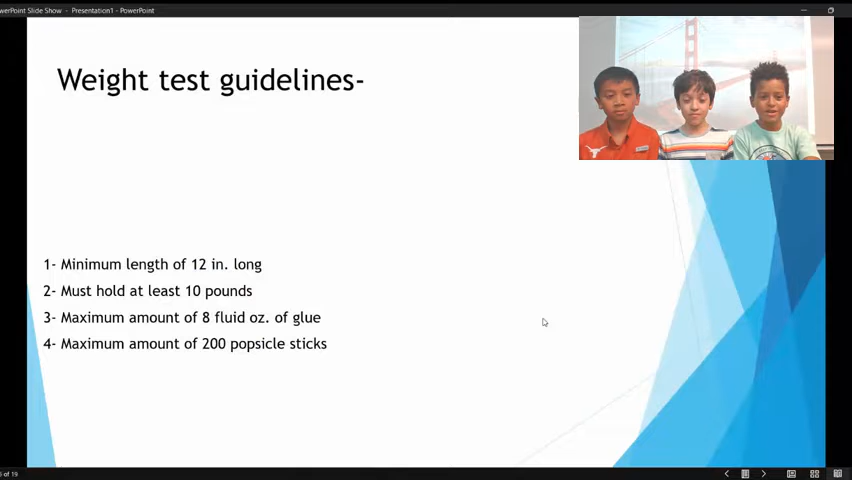 werPoint Slide Show - Presentation1 - PowerPoint
Weight test guidelines-
1- Minimum length of 12 in. long
2- Must hold at least 10 pounds
3- Maximum amount of 8 fluid oz. of glue
4- Maximum amount of 200 popsicle sticks
of 19